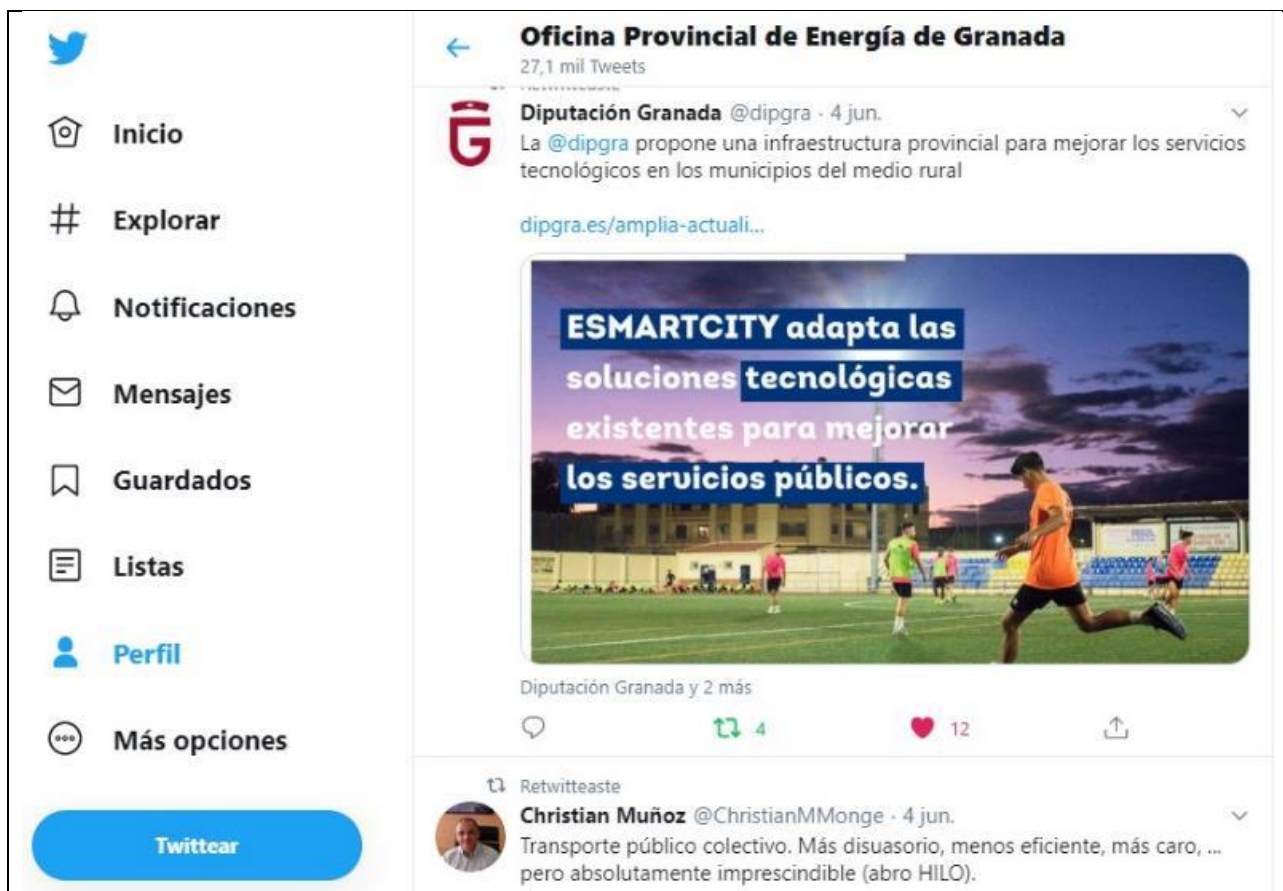 Oficina Provincial de Energía de Granada
27,1 mil Tweets
Inicio
Explorar
Notificaciones
Mensajes
Guardados
Listas
Perfil
Más opciones
Twittear
Retwitteaste
Diputación Granada @dipgra · 4 jun.
La @dipgra propone una infraestructura provincial para mejorar los servicios
tecnológicos en los municipios del medio rural
dipgra.es/amplia-actuali...
ESMARTCITY adapta las
soluciones tecnológicas
existentes para mejorar
los servicios públicos.
Diputación Granada y 2 más
4
12
Retwitteaste
Christian Muñoz @ChristianMMonge · 4 jun.
Transporte público colectivo. Más disuasorio, menos eficiente, más caro, ...
pero absolutamente imprescindible (abro HILO).